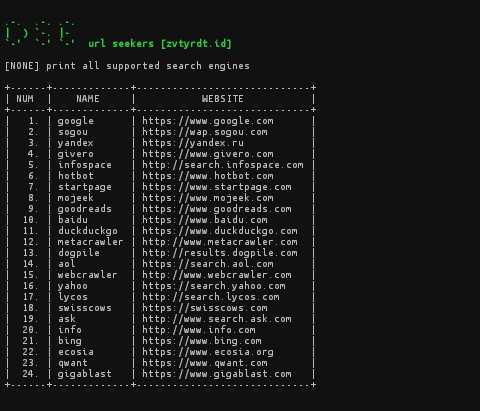 url seekers [zvtyrdt.id]
[NONE] print all supported search engines
| NUM | NAME | WEBSITE |
| 1. | google | https://www.google.com |
| 2. | sogou | https://wap.sogou.com |
| 3. | yandex | https://yandex.ru |
| 4. | givero | https://www.givero.com |
| 5. | infospace | http://search.infospace.com |
| 6. | hotbot | https://www.hotbot.com |
| 7. | startpage | https://www.startpage.com |
| 8. | mojeek | https://www.mojeek.com |
| 9. | goodreads | https://www.goodreads.com |
| 10. | baidu | https://www.baidu.com |
| 11. | duckduckgo | https://www.duckduckgo.com |
| 12. | metacrawler | http://www.metacrawler.com |
| 13. | dogpile | http://results.dogpile.com |
| 14. | aol | https://search.aol.com |
| 15. | webcrawler | https://www.webcrawler.com |
| 16. | yahoo | https://search.yahoo.com |
| 17. | lycos | http://search.lycos.com |
| 18. | swisscows | https://swisscows.com |
| 19. | ask | http://www.search.ask.com |
| 20. | info | http://www.info.com |
| 21. | bing | https://www.bing.com |
| 22. | ecosia | https://www.ecosia.org |
| 23. | qwant | https://www.qwant.com |
| 24. | gigablast | https://www.gigablast.com |